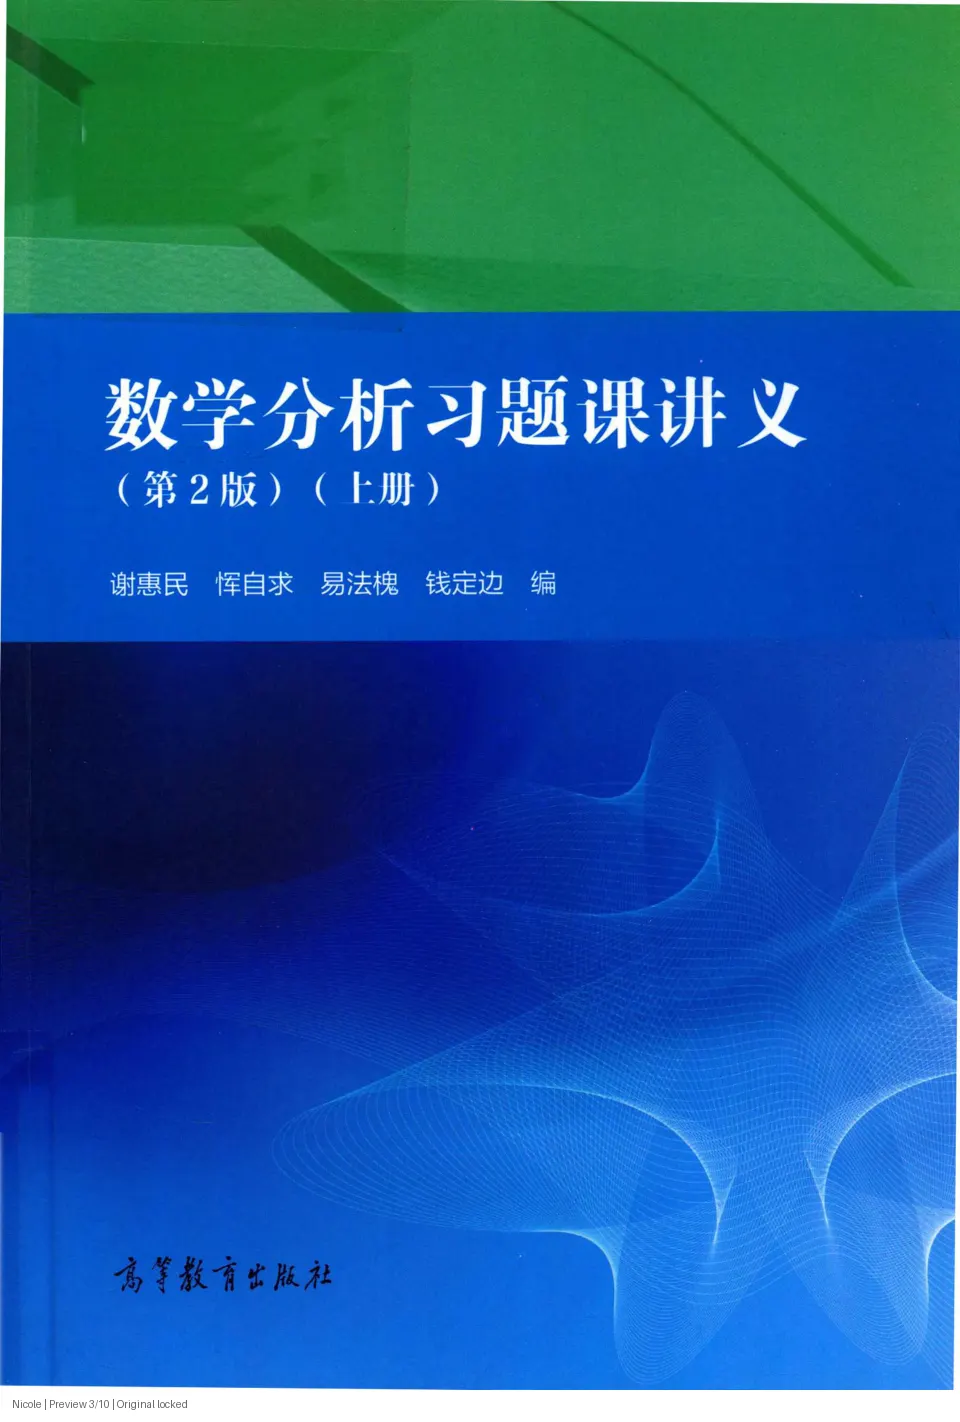 数学分析习题课讲义
（第2版）（上册）
谢惠民 恽自求 易法槐 钱定边 编
高等教育出版社
Nicole | Preview 3/10 | Original locked